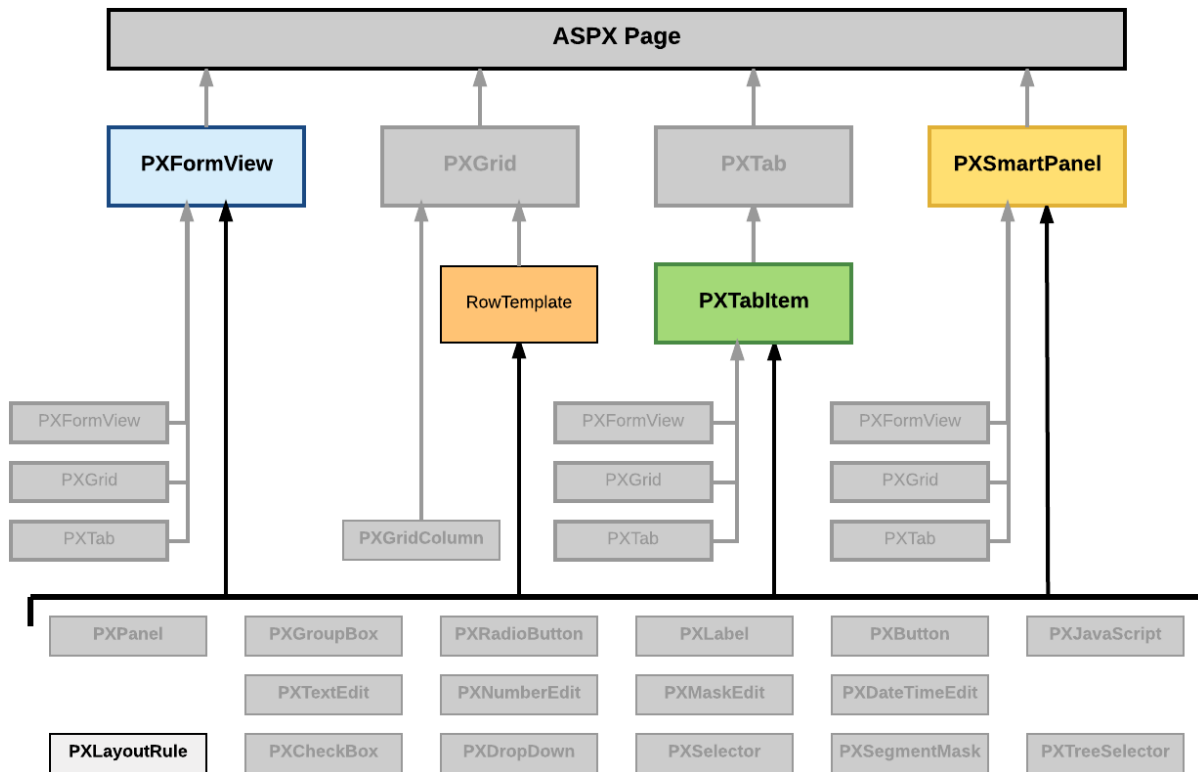 ASPX Page
PXFormView
PXGrid
PXTab
PXSmartPanel
RowTemplate
PXTabItem
PXFormView
PXFormView
PXFormView
PXGrid
PXGrid
PXGrid
PXTab
PXGridColumn
PXTab
PXTab
PXPanel
PXGroupBox
PXRadioButton
PXLabel
PXButton
PXJavaScript
PXTextEdit
PXNumberEdit
PXMaskEdit
PXDateTimeEdit
PXLayoutRule
PXCheckBox
PXDropDown
PXSelector
PXSegmentMask
PXTreeSelector